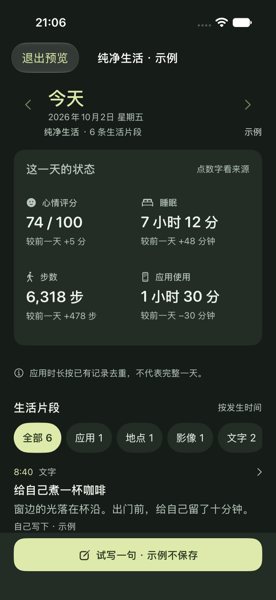 21:06
退出预览
纯净生活 · 示例
今天
2026年10月2日 星期五
纯净生活 · 6 条生活片段
示例
这一天的状态
点数字看来源
心情评分
睡眠
74 / 100
7 小时 12 分
较前一天 +5 分
较前一天 +48 分钟
步数
应用使用
6,318 步
1 小时 30 分
较前一天 +478 步
较前一天 −30 分钟
应用时长按已有记录去重，不代表完整一天。
生活片段
按发生时间
全部 6
应用 1
地点 1
影像 1
文字 2
8:40 文字
给自己煮一杯咖啡
窗边的光落在杯沿。出门前，给自己留了十分钟。
自己写下 · 示例
试写一句 · 示例不保存